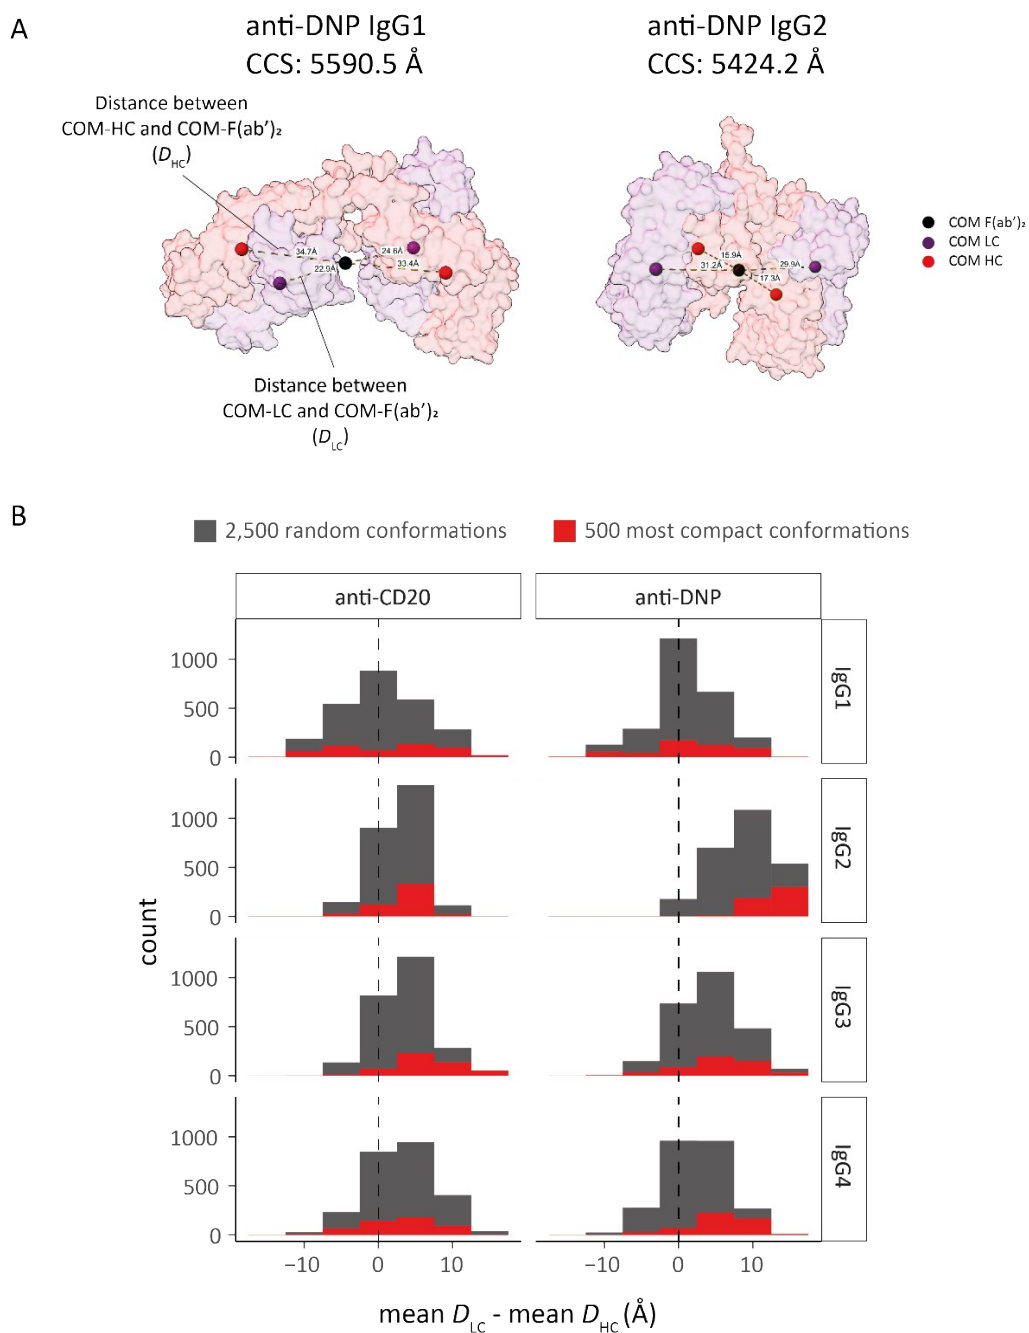 A
anti-DNP IgG1
CCS: 5590.5 Å
anti-DNP IgG2
CCS: 5424.2 Å
Distance between
COM-HC and COM-F(ab’)₂
(D_HC)
34.7Å
22.9Å
24.6Å
33.4Å
15.9Å
31.2Å
29.9Å
17.3Å
COM F(ab’)₂
COM LC
COM HC
Distance between
COM-LC and COM-F(ab’)₂
(D_LC)
B
2,500 random conformations
500 most compact conformations
anti-CD20
anti-DNP
1000
500
0
IgG1
1000
500
0
IgG2
1000
500
0
IgG3
1000
500
0
IgG4
count
−10
0
10
−10
0
10
mean D_LC - mean D_HC (Å)